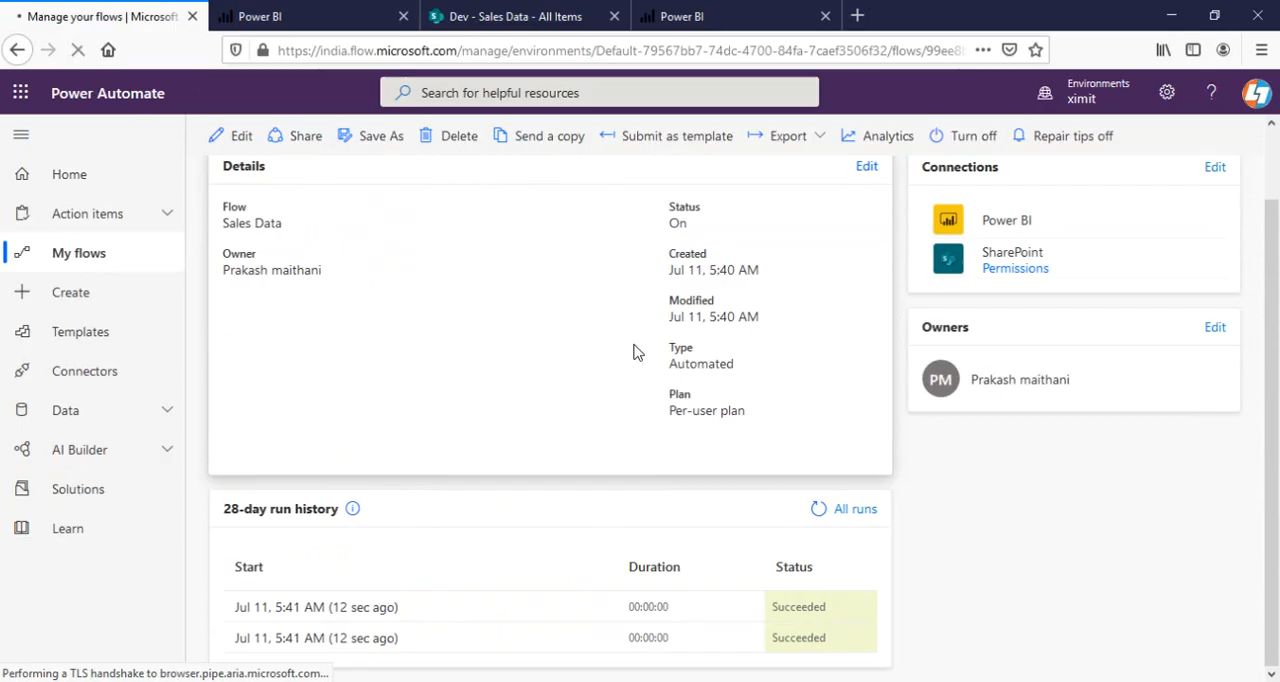 Manage your flows | Microsoft
Power BI
Dev - Sales Data - All Items
Power BI
https://india.flow.microsoft.com/manage/environments/Default-79567bb7-74dc-4700-84fa-7caef3506f32/flows/99ee8
Power Automate
Search for helpful resources
Environments
ximit
Edit
Share
Save As
Delete
Send a copy
Submit as template
Export
Analytics
Turn off
Repair tips off
Home
Action items
My flows
Create
Templates
Connectors
Data
AI Builder
Solutions
Learn
Details
Edit
Flow
Sales Data
Owner
Prakash maithani
Status
On
Created
Jul 11, 5:40 AM
Modified
Jul 11, 5:40 AM
Type
Automated
Plan
Per-user plan
Connections
Edit
Power BI
SharePoint
Permissions
Owners
Edit
PM
Prakash maithani
28-day run history
All runs
Start Duration Status
Jul 11, 5:41 AM (12 sec ago) 00:00:00 Succeeded
Jul 11, 5:41 AM (12 sec ago) 00:00:00 Succeeded
Performing a TLS handshake to browser.pipe.aria.microsoft.com...